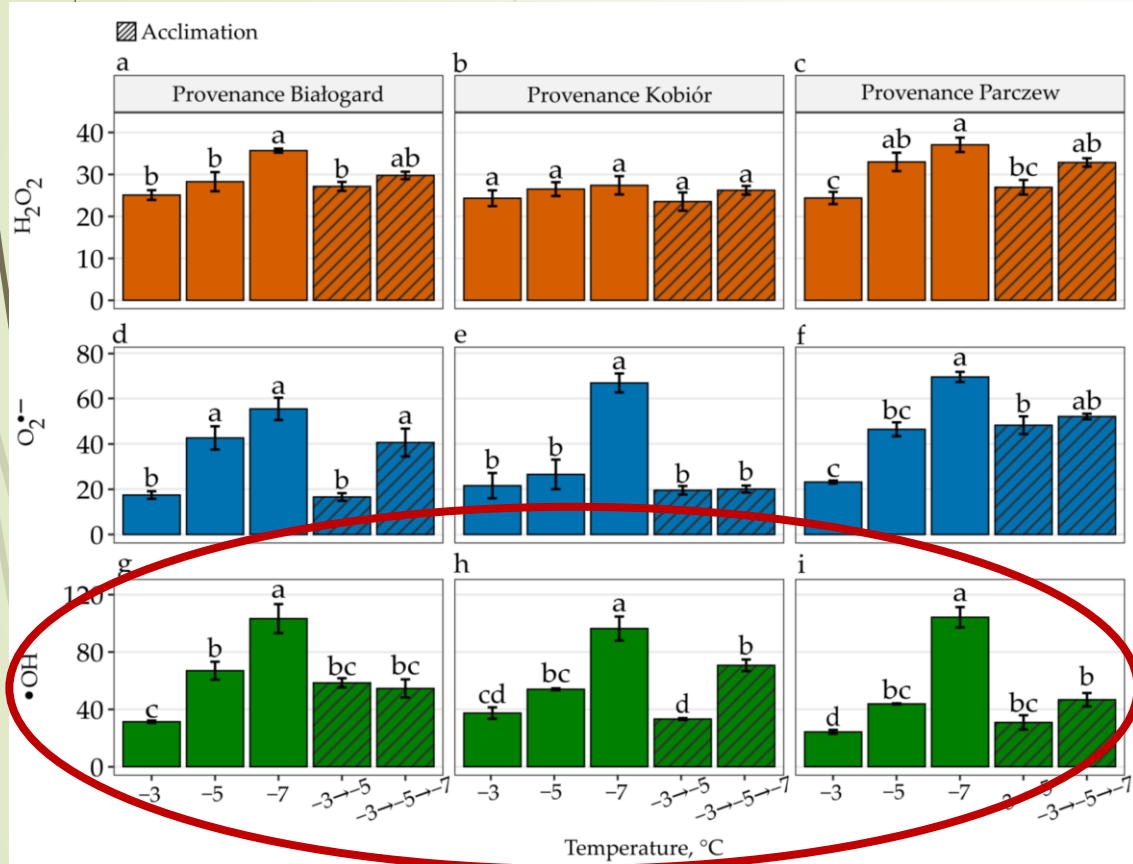 Acclimation
a
b
c
Provenance Białogard
Provenance Kobiór
Provenance Parczew
H₂O₂
40
30
20
10
0
b
b
a
b
ab
a
a
a
a
a
c
ab
a
bc
ab
d
e
f
O₂•−
80
60
40
20
0
b
a
a
b
a
b
b
a
b
b
c
bc
a
b
ab
g
h
i
•OH
120
80
40
0
c
b
a
bc
bc
cd
bc
a
d
b
d
bc
a
bc
b
−3
−5
−7
−3→−5
−3→−5→−7
−3
−5
−7
−3→−5
−3→−5→−7
−3
−5
−7
−3→−5
−3→−5→−7
Temperature, °C